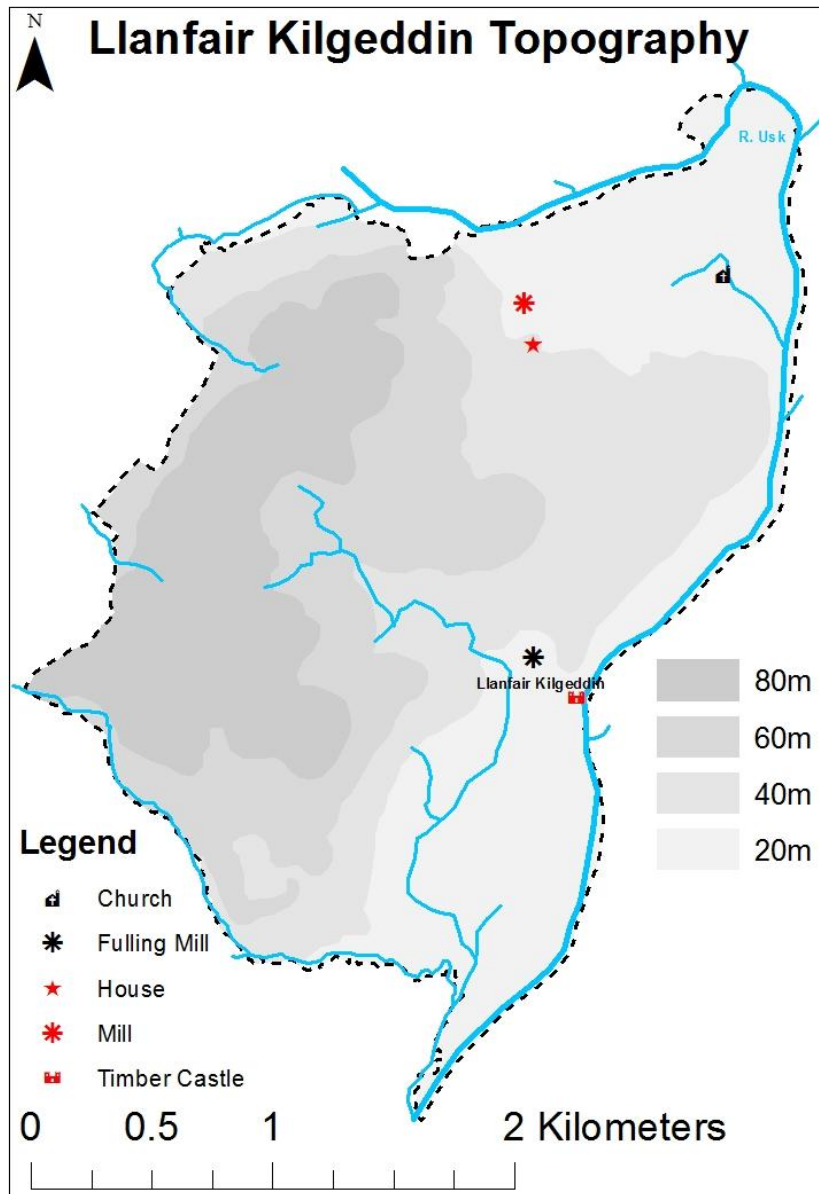 N
Llanfair Kilgeddin Topography
R. Usk
Llanfair Kilgeddin
80m
60m
40m
20m
Legend
Church
Fulling Mill
House
Mill
Timber Castle
0 0.5 1 2 Kilometers